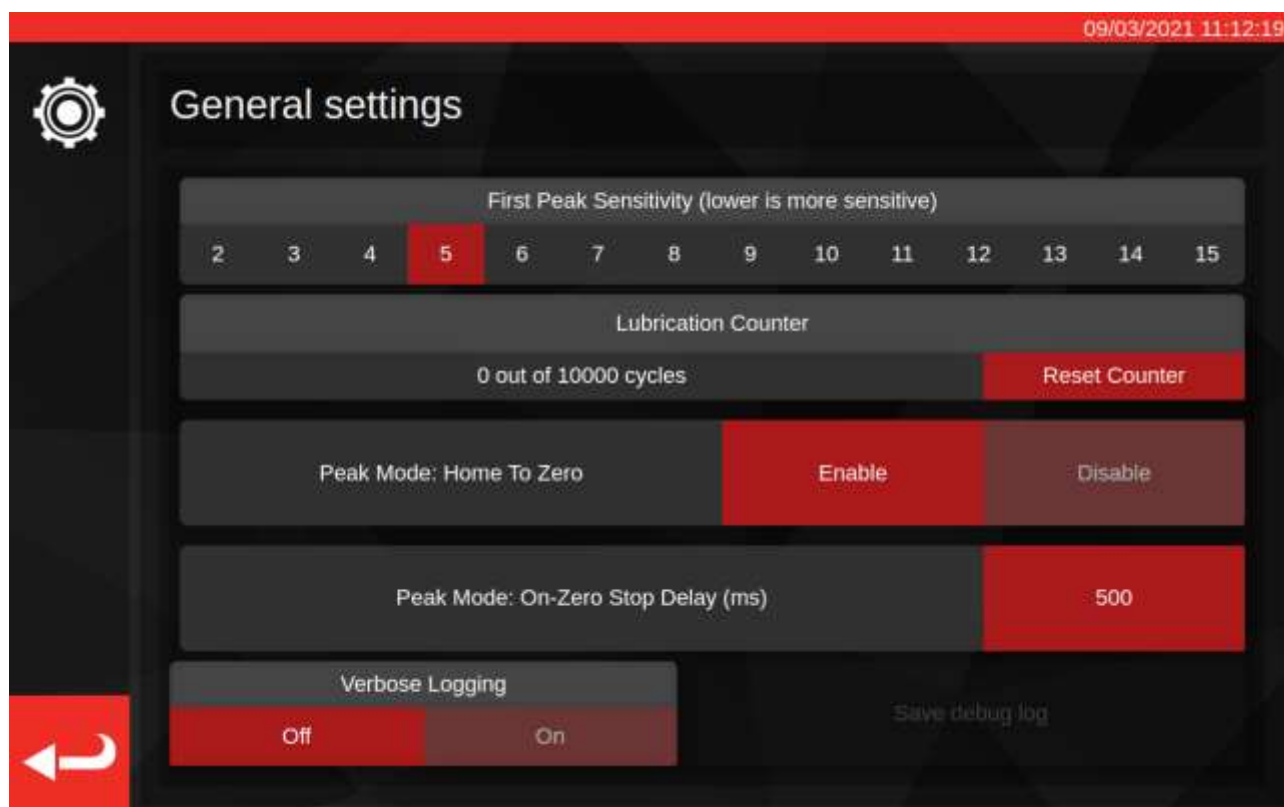 09/03/2021 11:12:19
General settings
First Peak Sensitivity (lower is more sensitive)
2 3 4 5 6 7 8 9 10 11 12 13 14 15
Lubrication Counter
0 out of 10000 cycles Reset Counter
Peak Mode: Home To Zero Enable Disable
Peak Mode: On-Zero Stop Delay (ms) 500
Verbose Logging
Off On
Save debug log